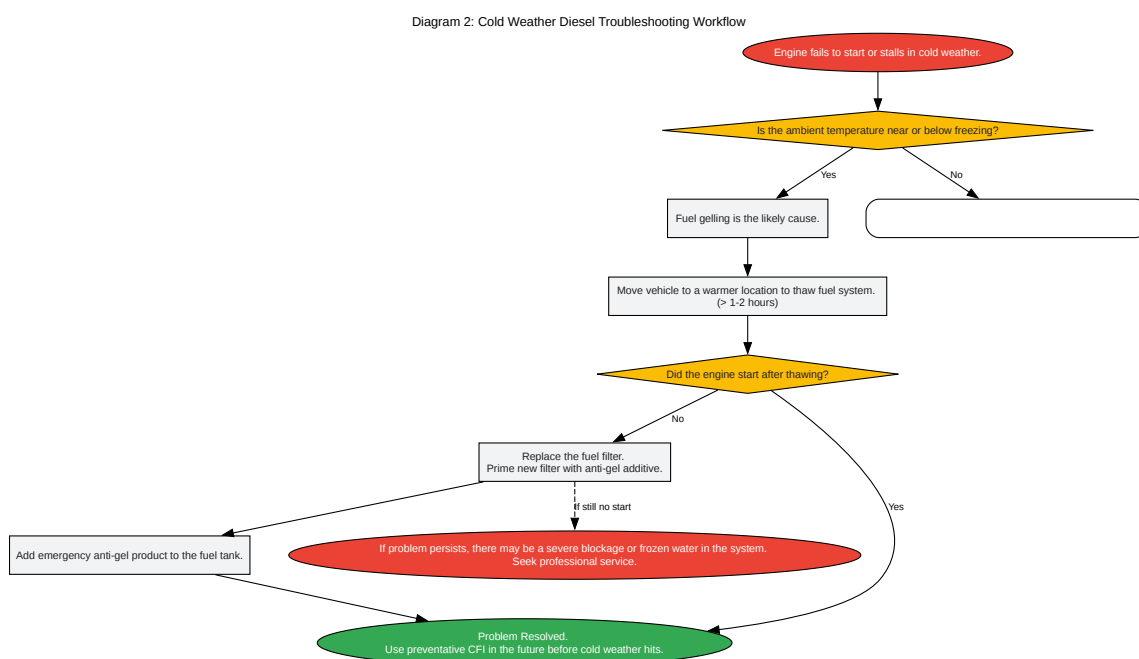 Diagram 2: Cold Weather Diesel Troubleshooting Workflow
Engine fails to start or stalls in cold weather.
Is the ambient temperature near or below freezing?
Yes
No
Fuel gelling is the likely cause.
Move vehicle to a warmer location to thaw fuel system.
(> 1-2 hours)
Did the engine start after thawing?
No
Replace the fuel filter.
Prime new filter with anti-gel additive.
If still no start
Yes
Add emergency anti-gel product to the fuel tank.
If problem persists, there may be a severe blockage or frozen water in the system.
Seek professional service.
Problem Resolved.
Use preventative CFI in the future before cold weather hits.